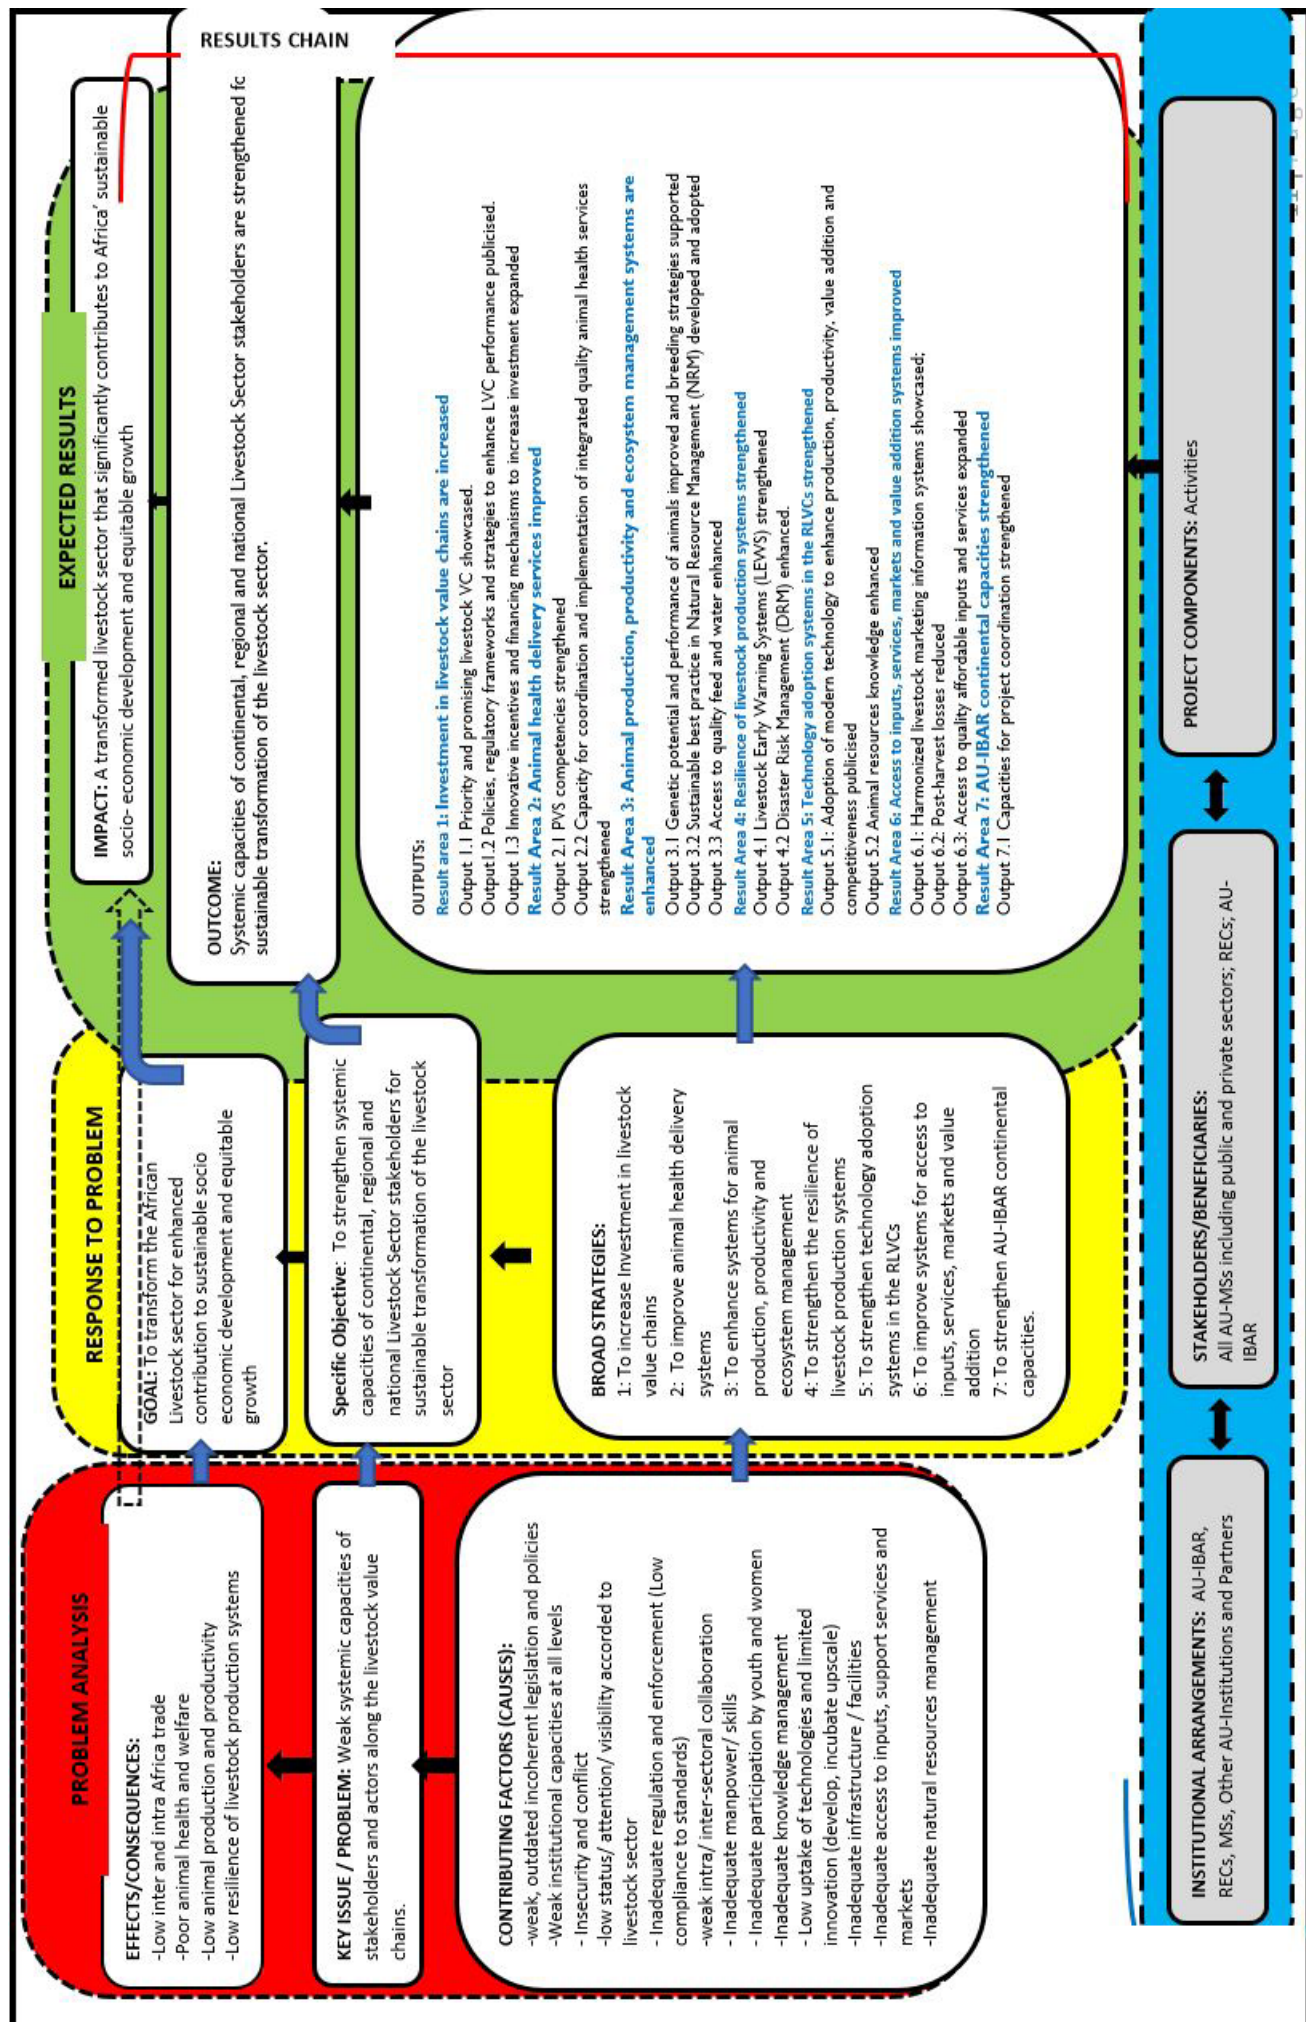 PROBLEM ANALYSIS
EFFECTS/CONSEQUENCES:
-Low inter and intra Africa trade
-Poor animal health and welfare
-Low animal production and productivity
-Low resilience of livestock production systems
KEY ISSUE / PROBLEM: Weak systemic capacities of
stakeholders and actors along the livestock value
chains.
CONTRIBUTING FACTORS (CAUSES):
-weak, outdated incoherent legislation and policies
-Weak institutional capacities at all levels
- Insecurity and conflict
-low status/ attention/ visibility accorded to
livestock sector
- Inadequate regulation and enforcement (Low
compliance to standards)
-weak intra/ inter-sectoral collaboration
- Inadequate manpower/ skills
- Inadequate participation by youth and women
-Inadequate knowledge management
- Low uptake of technologies and limited
innovation (develop, incubate upscale)
-Inadequate infrastructure / facilities
-Inadequate access to inputs, support services and
markets
-Inadequate natural resources management
RESPONSE TO PROBLEM
GOAL: To transform the African
Livestock sector for enhanced
contribution to sustainable socio
economic development and equitable
growth
Specific Objective: To strengthen systemic
capacities of continental, regional and
national Livestock Sector stakeholders for
sustainable transformation of the livestock
sector
BROAD STRATEGIES:
1: To increase Investment in livestock
value chains
2: To improve animal health delivery
systems
3: To enhance systems for animal
production, productivity and
ecosystem management
4: To strengthen the resilience of
livestock production systems
5: To strengthen technology adoption
systems in the RLVCs
6: To improve systems for access to
inputs, services, markets and value
addition
7: To strengthen AU-IBAR continental
capacities.
EXPECTED RESULTS
RESULTS CHAIN
IMPACT: A transformed livestock sector that significantly contributes to Africa' sustainable
socio- economic development and equitable growth
OUTCOME:
Systemic capacities of continental, regional and national Livestock Sector stakeholders are strengthened fo
sustainable transformation of the livestock sector.
OUTPUTS:
Result area 1: Investment in livestock value chains are increased
Output 1.1 Priority and promising livestock VC showcased.
Output1.2 Policies, regulatory frameworks and strategies to enhance LVC performance publicised.
Output 1.3 Innovative incentives and financing mechanisms to increase investment expanded
Result Area 2: Animal health delivery services improved
Output 2.1 PVS competencies strengthened
Output 2.2 Capacity for coordination and implementation of integrated quality animal health services
strengthened
Result Area 3: Animal production, productivity and ecosystem management systems are
enhanced
Output 3.1 Genetic potential and performance of animals improved and breeding strategies supported
Output 3.2 Sustainable best practice in Natural Resource Management (NRM) developed and adopted
Output 3.3 Access to quality feed and water enhanced
Result Area 4: Resilience of livestock production systems strengthened
Output 4.1 Livestock Early Warning Systems (LEWS) strengthened
Output 4.2 Disaster Risk Management (DRM) enhanced.
Result Area 5: Technology adoption systems in the RLVCs strengthened
Output 5.1: Adoption of modern technology to enhance production, productivity, value addition and
competitiveness publicised
Output 5.2 Animal resources knowledge enhanced
Result Area 6: Access to inputs, services, markets and value addition systems improved
Output 6.1: Harmonized livestock marketing information systems showcased;
Output 6.2: Post-harvest losses reduced
Output 6.3: Access to quality affordable inputs and services expanded
Result Area 7: AU-IBAR continental capacities strengthened
Output 7.1 Capacities for project coordination strengthened
INSTITUTIONAL ARRANGEMENTS: AU-IBAR,
RECs, MSs, Other AU-Institutions and Partners
STAKEHOLDERS/BENEFICIARIES:
All AU-MSs including public and private sectors; RECs; AU-
IBAR
PROJECT COMPONENTS: Activities